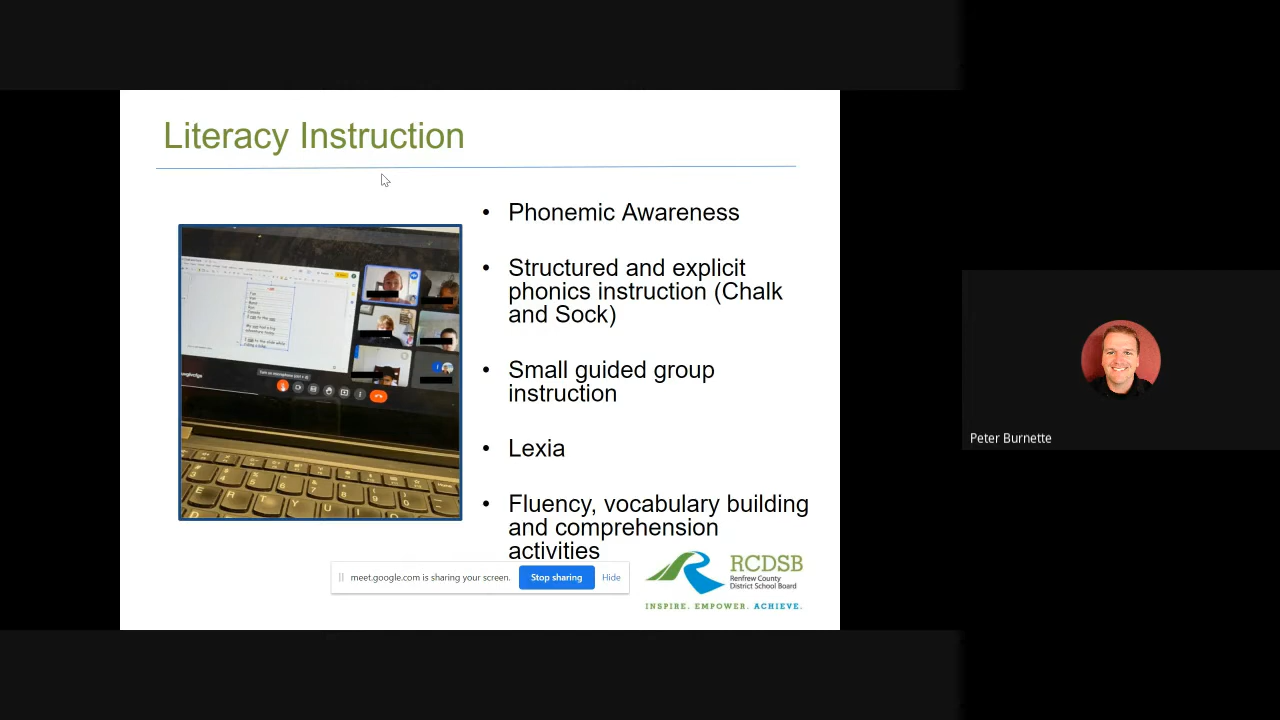 Literacy Instruction
• Phonemic Awareness
• Structured and explicit
phonics instruction (Chalk
and Sock)
• Small guided group
instruction
• Lexia
• Fluency, vocabulary building
and comprehension
activities
meet.google.com is sharing your screen.
Stop sharing
Hide
RCDSB
Renfrew County
District School Board
INSPIRE. EMPOWER. ACHIEVE.
Peter Burnette